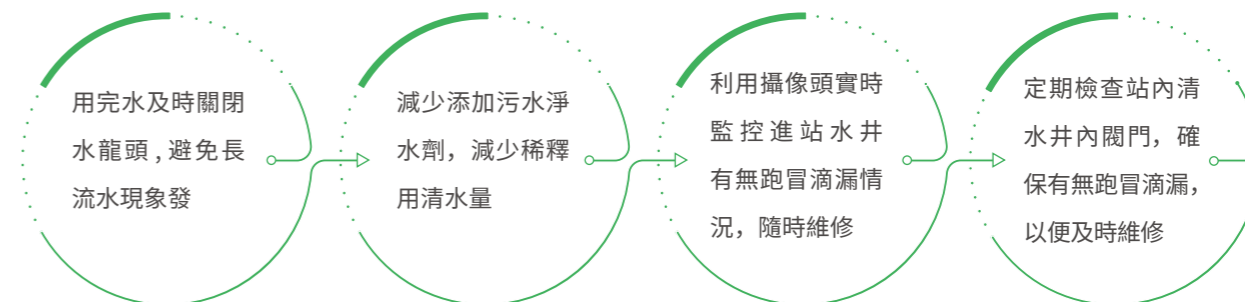 用完水及時關閉
水龍頭,避免長
流水現象發
減少添加污水淨
水劑，減少稀釋
用清水量
利用攝像頭實時
監控進站水井
有無跑冒滴漏情
況，隨時維修
定期檢查站內清
水井內閥門，確
保有無跑冒滴漏，
以便及時維修